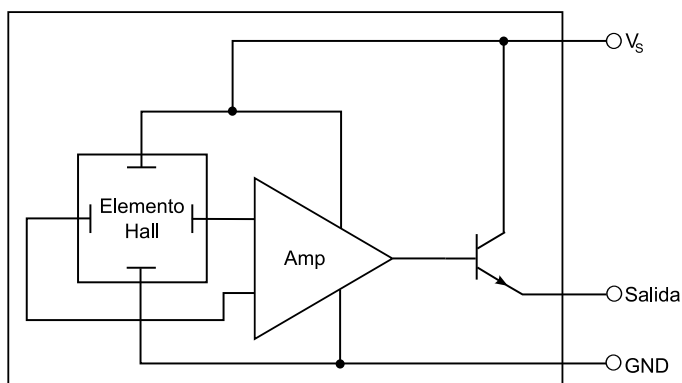 Vs
Elemento
Hall
Amp
Salida
GND